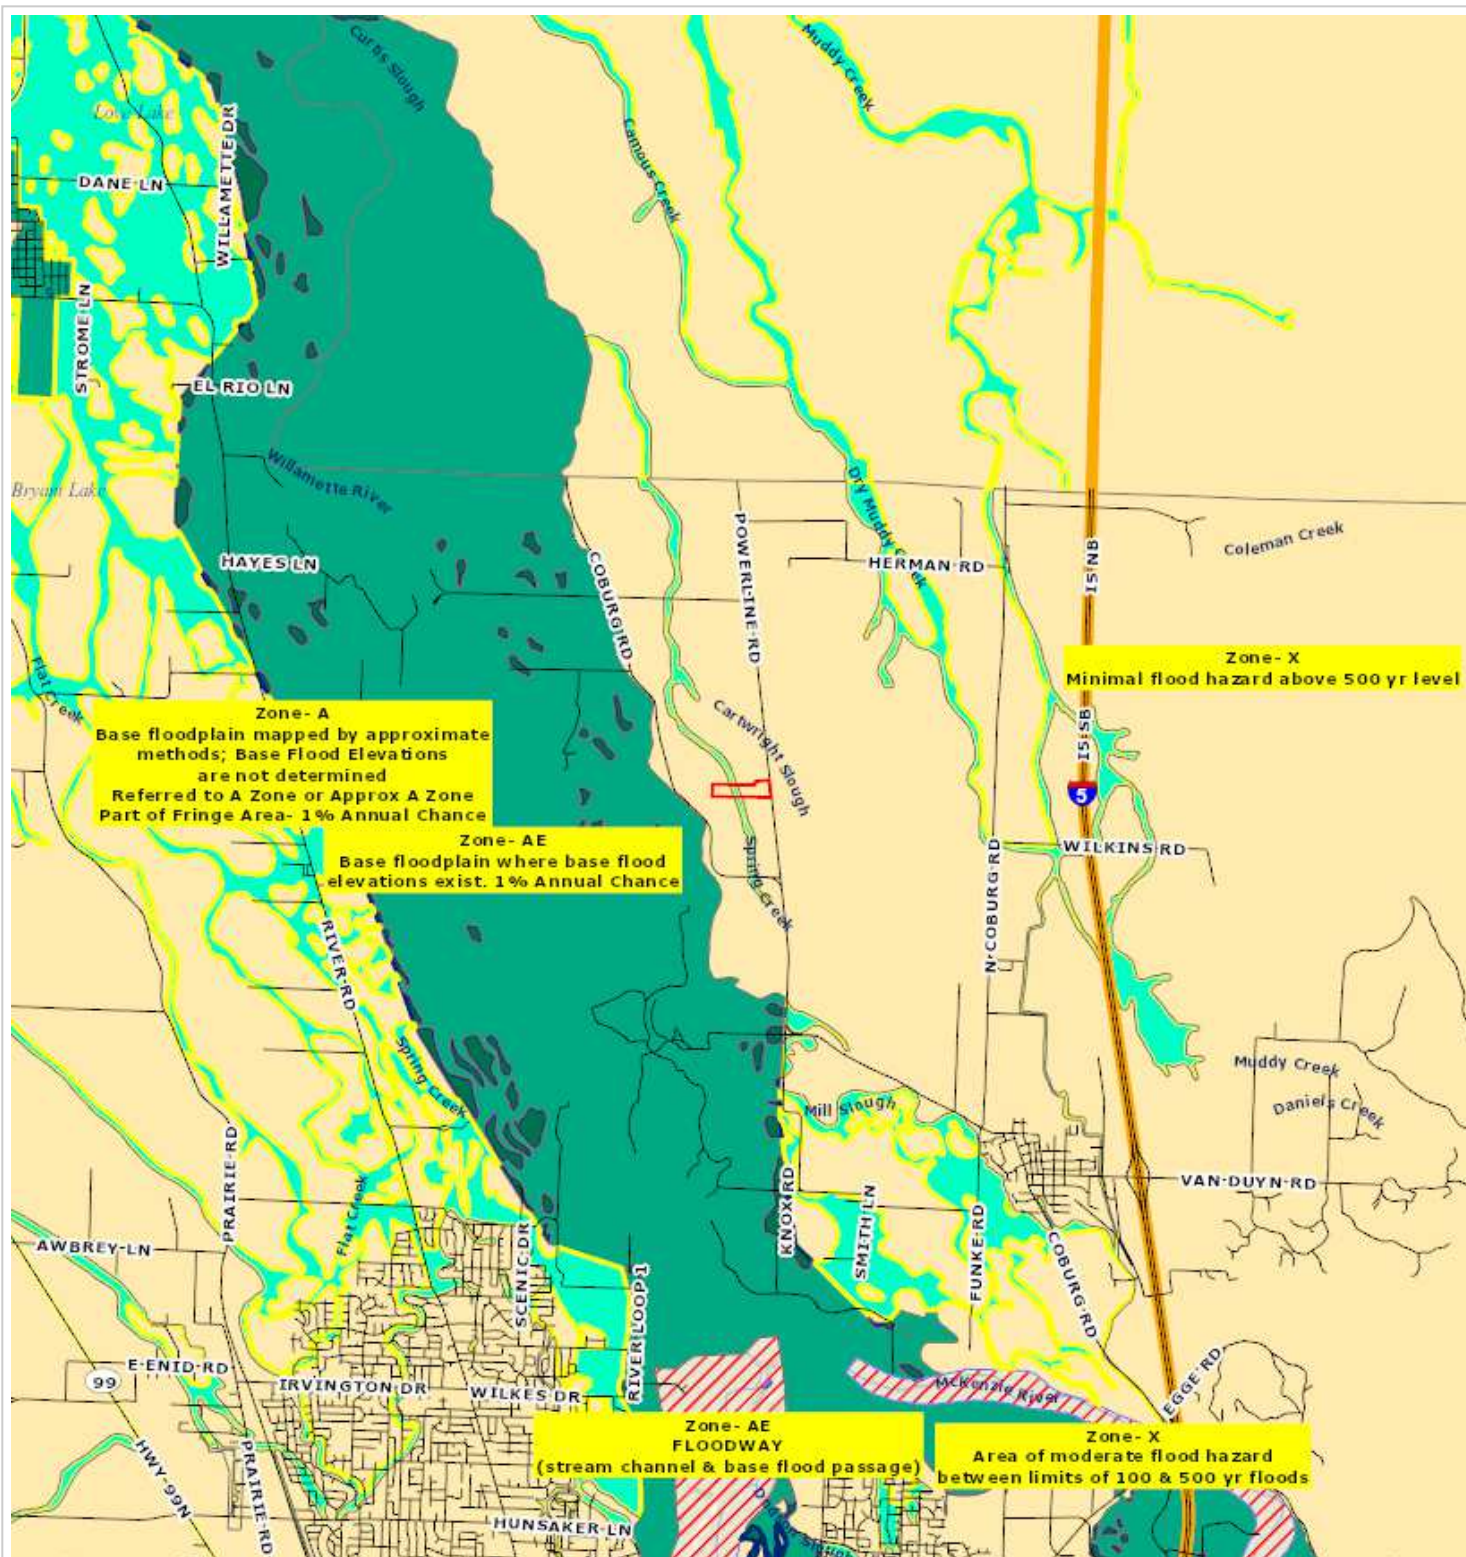 Curtis Slough
Muddy Creek
Love Lake
WILLAMETTE DR
Camous Creek
DANE LN
STROME LN
EL RIO LN
Willamette River
Bryam Lake
Dry Muddy Creek
POWERLINE RD
COBURG RD
HAYES LN
HERMAN RD
I5 NB
Coleman Creek
Flat Creek
Zone- X
Minimal flood hazard above 500 yr level
Zone- A
Base floodplain mapped by approximate
methods; Base Flood Elevations
are not determined
Referred to A Zone or Approx A Zone
Part of Fringe Area- 1% Annual Chance
Cartwright Slough
I5 SB
5
Zone- AE
Base floodplain where base flood
elevations exist. 1% Annual Chance
Spring Creek
N COBURG RD
WILKINS RD
RIVER RD
Spring Creek
Muddy Creek
Daniels Creek
Mill Slough
PRAIRIE RD
Flat Creek
KNOX RD
SMITH LN
FUNKE RD
VAN DUYN RD
AWBREY LN
SCENIC DR
RIVER LOOP 1
COBURG RD
E ENID RD
99
IRVINGTON DR
WILKES DR
McKenzie River
EGGE RD
Zone- AE
FLOODWAY
(stream channel & base flood passage)
Zone- X
Area of moderate flood hazard
between limits of 100 & 500 yr floods
HWY 99N
PRAIRIE RD
HUNSAKER LN
Slough